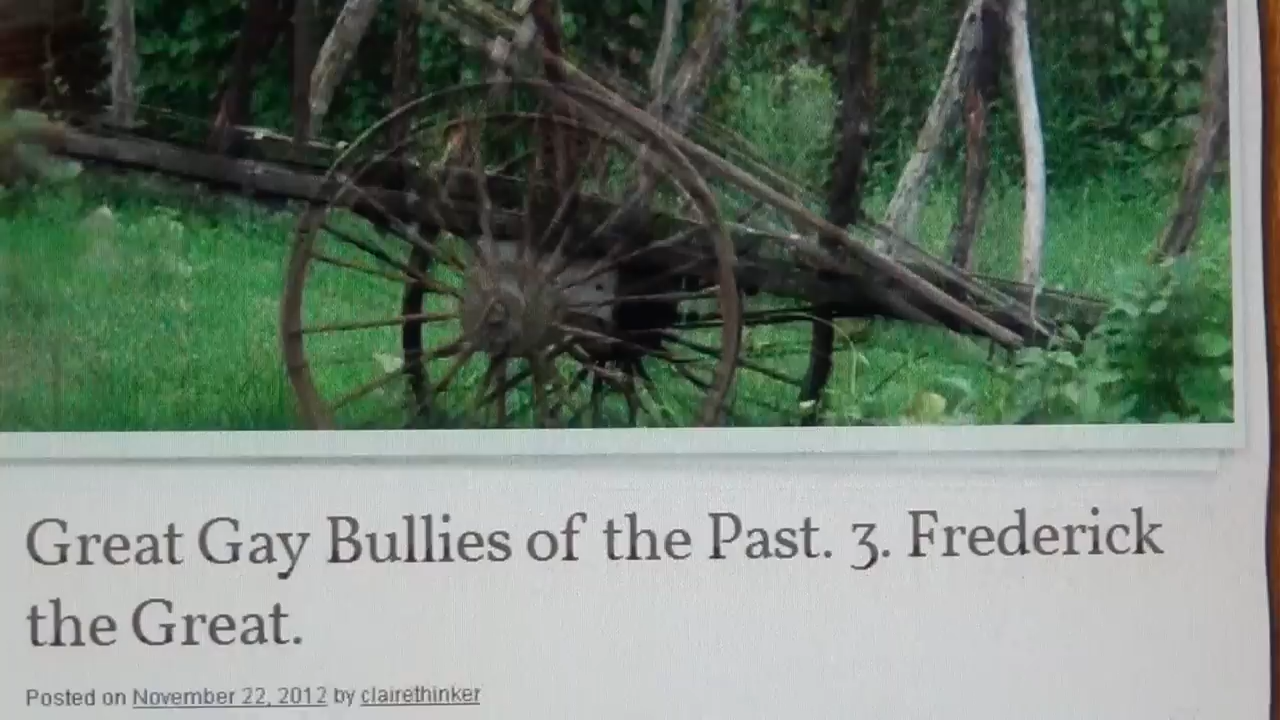 Great Gay Bullies of the Past. 3. Frederick
the Great.
Posted on November 22, 2012 by clairethinker